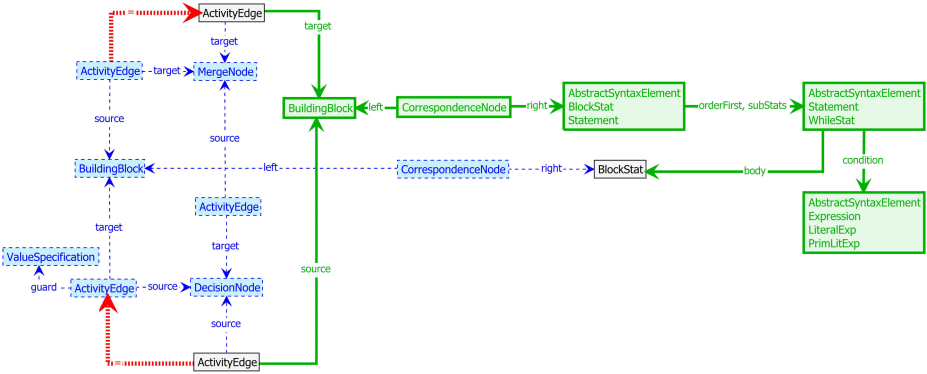 ActivityEdge
=
target
target
ActivityEdge
target
MergeNode
BuildingBlock
left
CorrespondenceNode
right
AbstractSyntaxElement
BlockStat
Statement
orderFirst, subStats
AbstractSyntaxElement
Statement
WhileStat
source
source
condition
BuildingBlock
left
CorrespondenceNode
right
BlockStat
body
ActivityEdge
AbstractSyntaxElement
Expression
LiteralExp
PrimLitExp
target
target
ValueSpecification
source
guard
ActivityEdge
source
DecisionNode
source
=
ActivityEdge